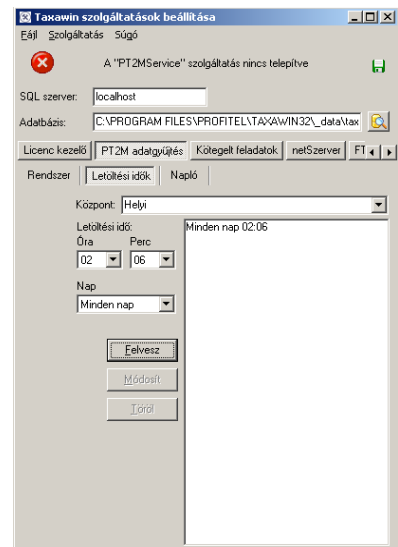 Taxawin szolgáltatások beállítása
Fájl Szolgáltatás Súgó
A "PT2MService" szolgáltatás nincs telepítve
SQL szerver: localhost
Adatbázis: C:\PROGRAM FILES\PROFITEL\TAXAWIN32\_data\tax
Licenc kezelő PT2M adatgyűjtés Kötegelt feladatok netSzerver FT
Rendszer Letöltési idők Napló
Központ: Helyi
Letöltési idő: Minden nap 02:06
Óra Perc
02 06
Nap
Minden nap
Felvesz
Módosít
Töröl